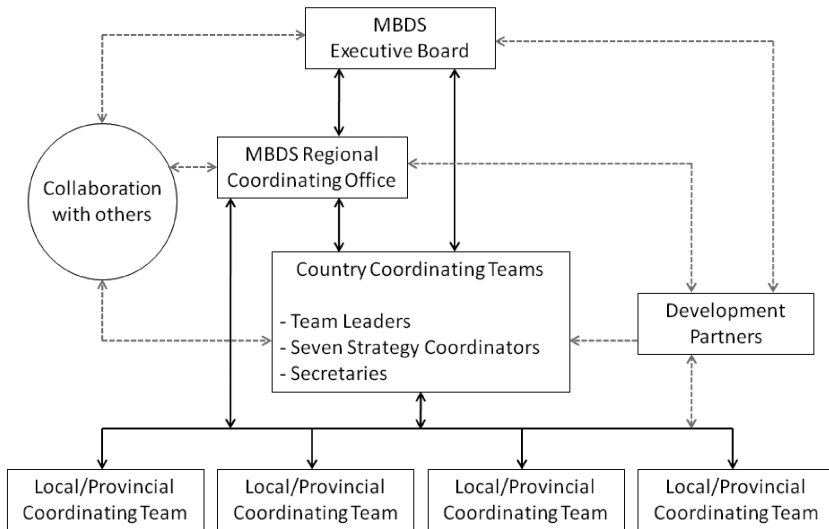 MBDS
Executive Board
MBDS Regional
Coordinating Office
Collaboration
with others
Country Coordinating Teams
- Team Leaders
- Seven Strategy Coordinators
- Secretaries
Development
Partners
Local/Provincial
Coordinating Team
Local/Provincial
Coordinating Team
Local/Provincial
Coordinating Team
Local/Provincial
Coordinating Team